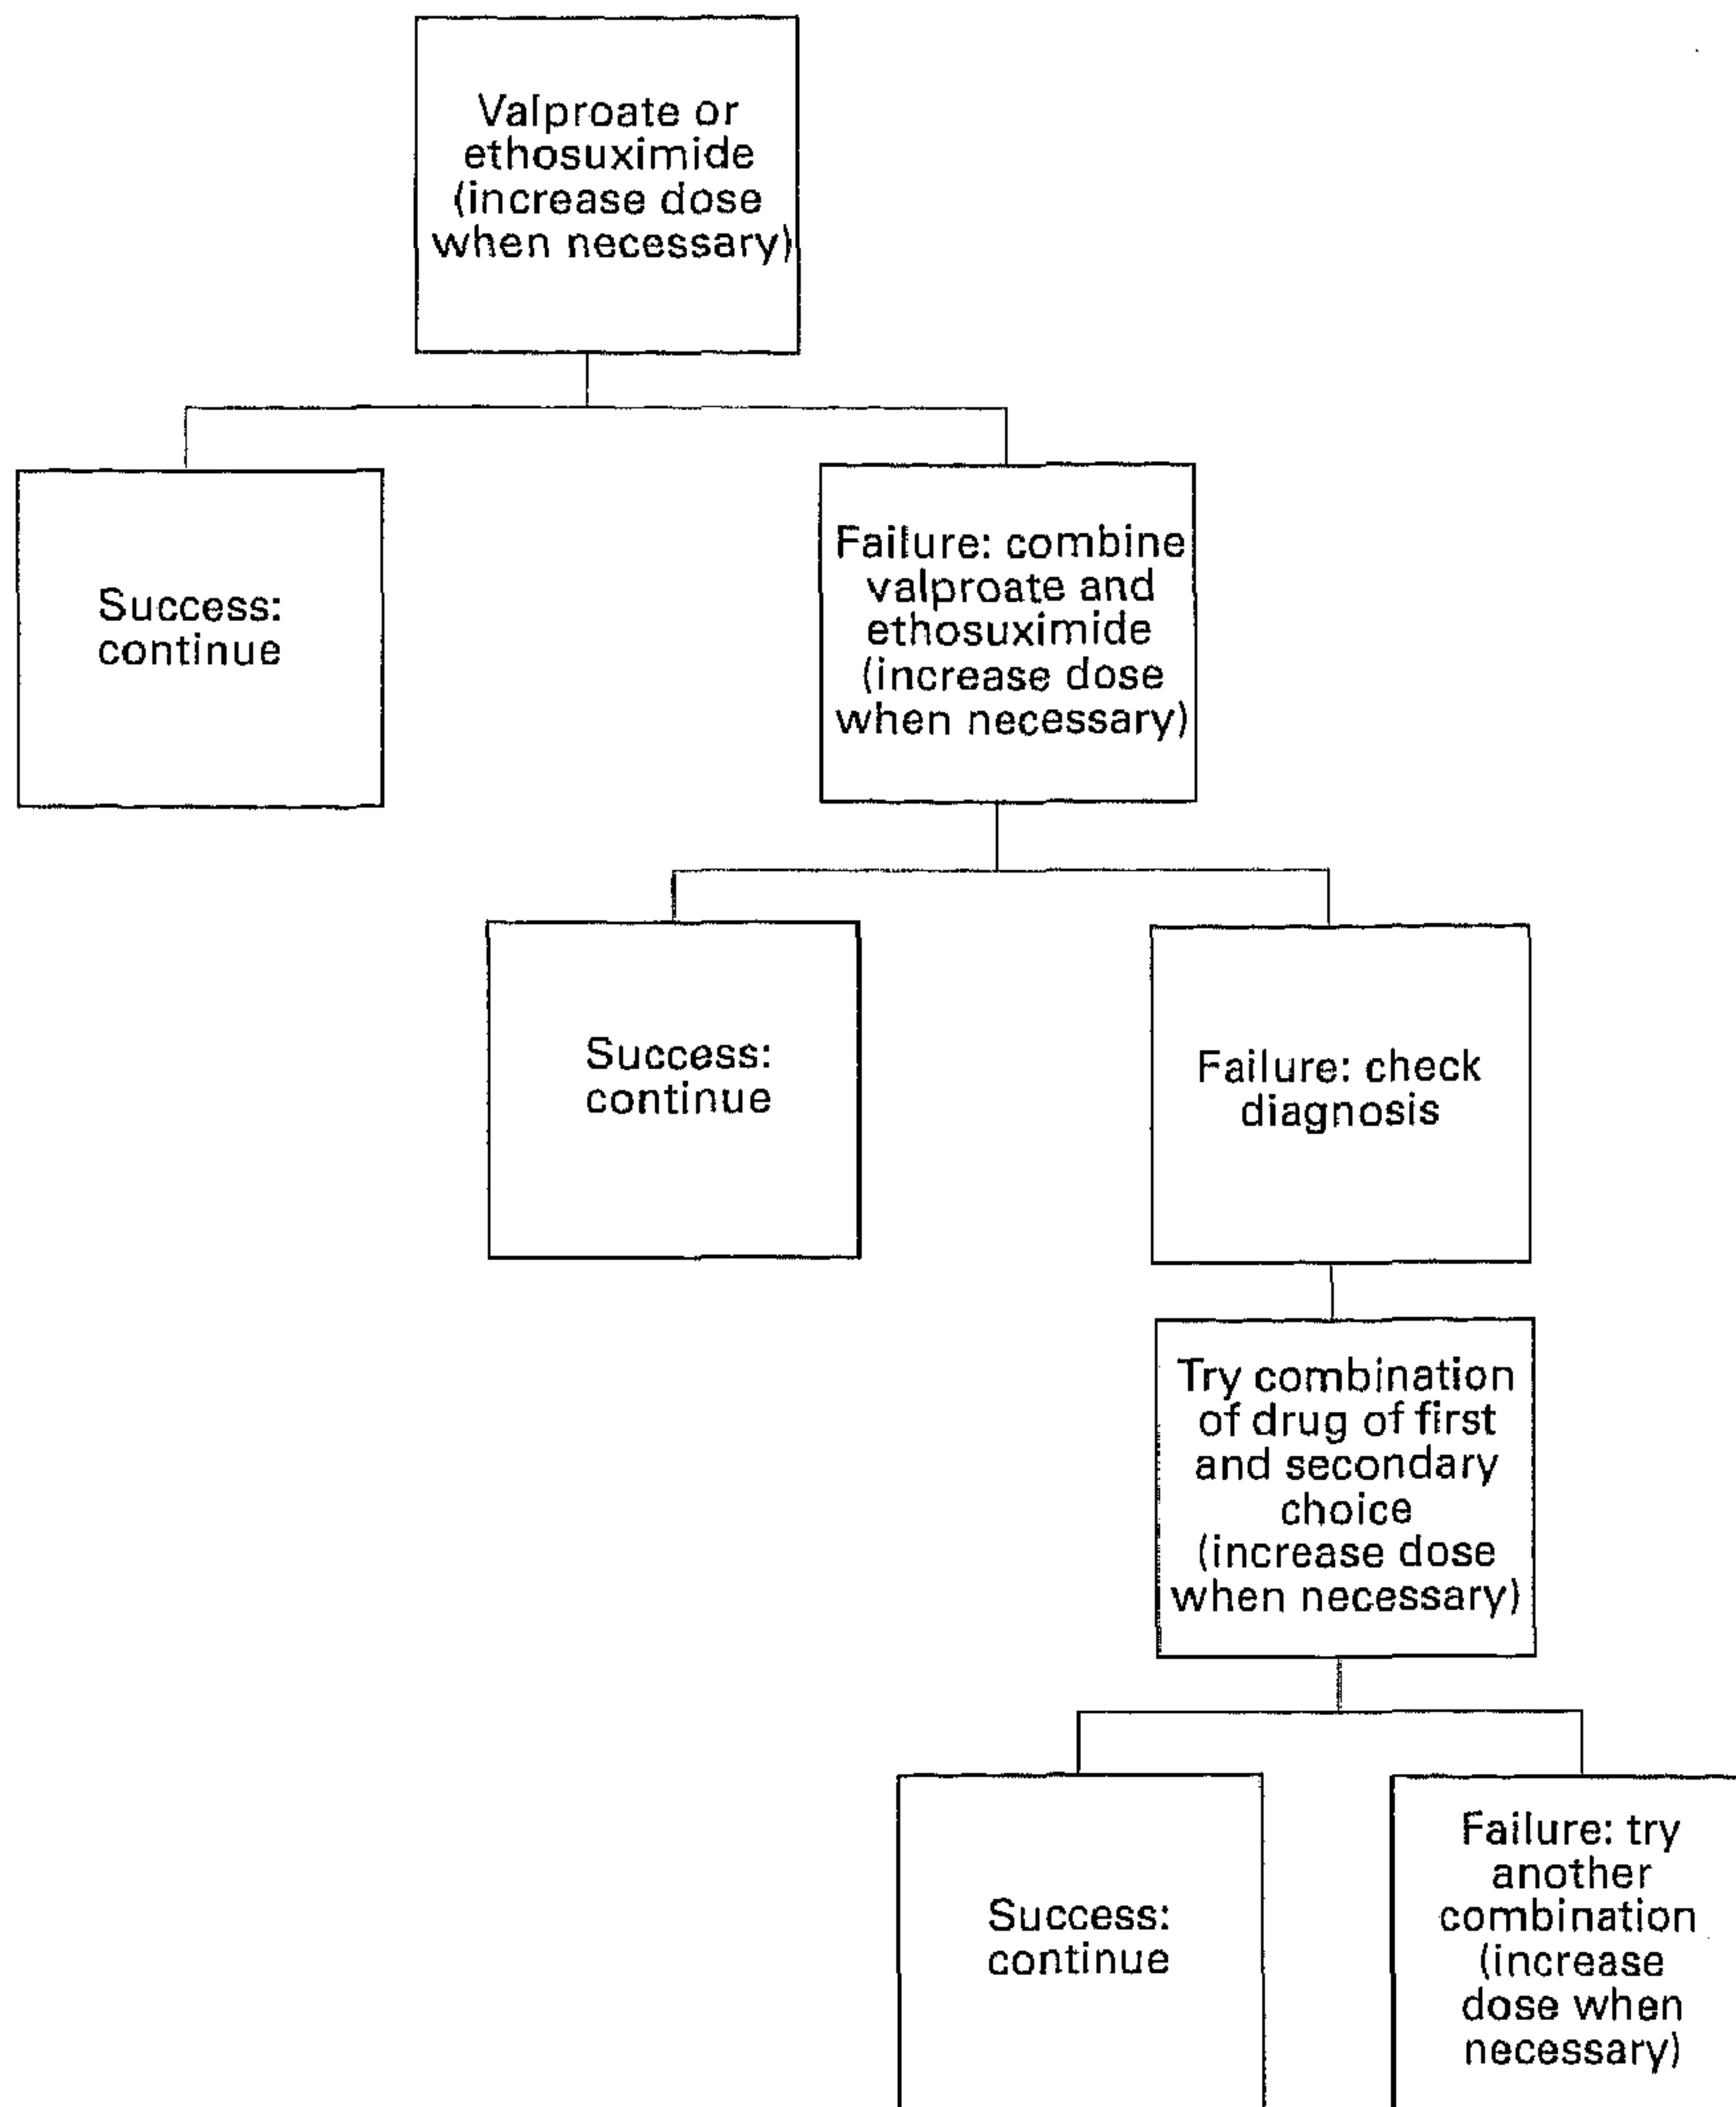 Valproate or
ethosuximide
(increase dose
when necessary)
Success:
continue
Failure: combine
valproate and
ethosuximide
(increase dose
when necessary)
Success:
continue
Failure: check
diagnosis
Try combination
of drug of first
and secondary
choice
(increase dose
when necessary)
Success:
continue
Failure: try
another
combination
(increase
dose when
necessary)